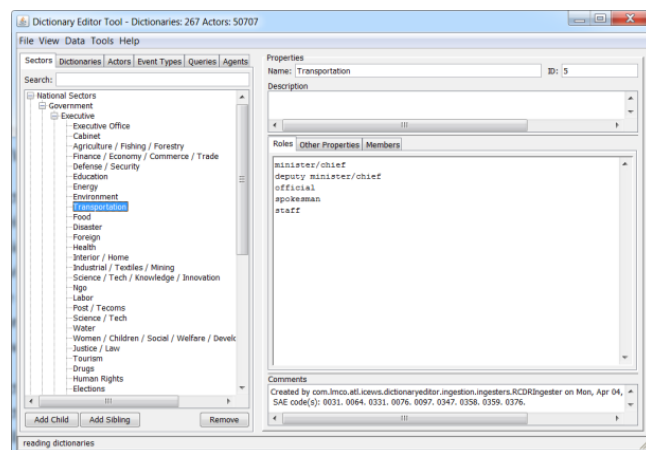 Dictionary Editor Tool - Dictionaries: 267 Actors: 50707
File View Data Tools Help
Sectors Dictionaries Actors Event Types Queries Agents
Search:
National Sectors
Government
Executive
Executive Office
Cabinet
Agriculture / Fishing / Forestry
Finance / Economy / Commerce / Trade
Defense / Security
Education
Energy
Environment
Transportation
Food
Disaster
Foreign
Health
Interior / Home
Industrial / Textiles / Mining
Science / Tech / Knowledge / Innovation
Ngo
Labor
Post / Tecoms
Science / Tech
Water
Women / Children / Social / Welfare / Develc
Justice / Law
Tourism
Drugs
Human Rights
Elections
Add Child Add Sibling Remove
Properties
Name: Transportation ID: 5
Description
Roles Other Properties Members
minister/chief
deputy minister/chief
official
spokesman
staff
Comments
Created by com.lmco.atl.icews.dictionaryeditor.ingestion.ingesters.RCDRIngester on Mon, Apr 04,
SAE code(s): 0031. 0064. 0331. 0076. 0097. 0347. 0358. 0359. 0376.
reading dictionaries